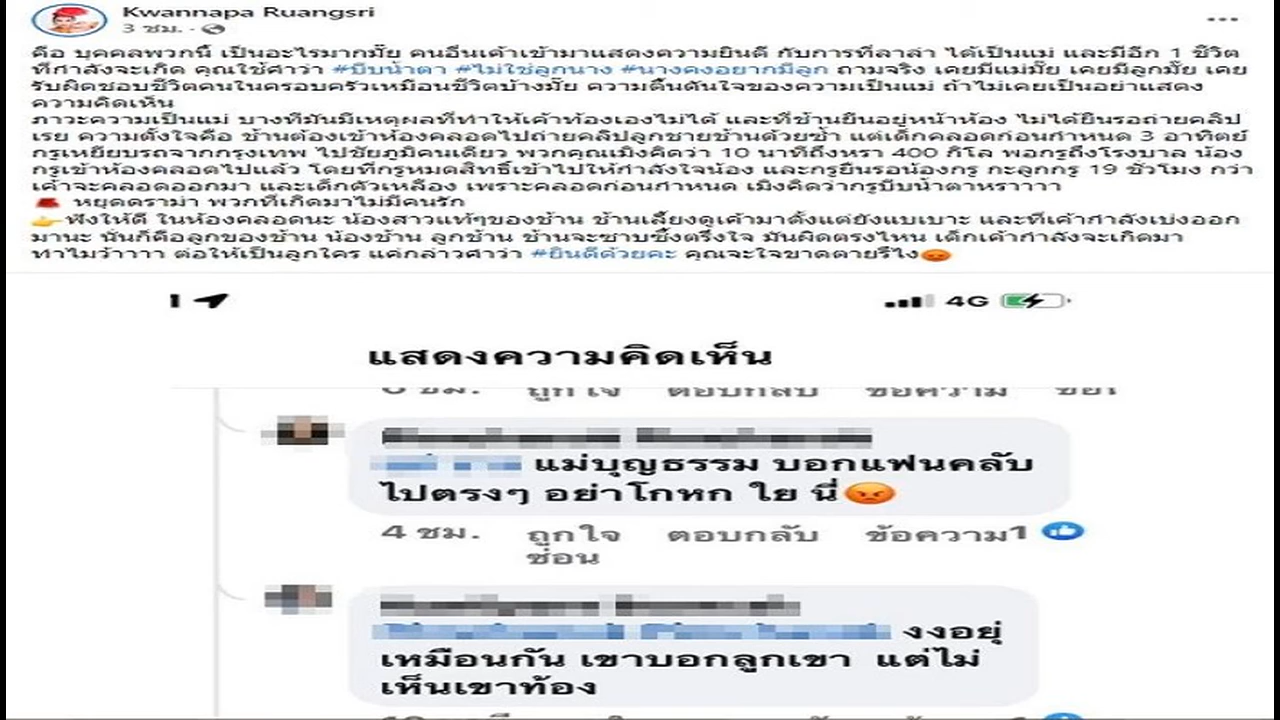 Kwannapa Ruangsri
3 ชม. ·
คือ บุคคลพวกนี้ เป็นอะไรมากมั๊ย คนอื่นเค้าเข้ามาแสดงความยินดี กับการที่ลาล่า ได้เป็นแม่ และมีอีก 1 ชีวิต
ที่กำลังจะเกิด คุณใช้คำว่า #บีบน้ำตา #ไม่ใช่ลูกนาง #นางคงอยากมีลูก ถามจริง เคยมีแม่มั๊ย เคยมีลูกมั๊ย เคย
รับผิดชอบชีวิตคนในครอบครัวเหมือนชีวิตบ้างมั๊ย ความตื้นตันใจของความเป็นแม่ ถ้าไม่เคยเป็นอย่าแสดง
ความคิดเห็น
ภาวะความเป็นแม่ บางทีมันมีเหตุผลที่ทำให้เค้าท้องเองไม่ได้ และที่ช้านยืนอยู่หน้าห้อง ไม่ได้ยืนรอถ่ายคลิป
เรย ความตั้งใจคือ ช้านต้องเข้าห้องคลอดไปถ่ายคลิปลูกชายช้านด้วยซ้ำ แต่เด็กคลอดก่อนกำหนด 3 อาทิตย์
กรูเหยียบรถจากกรุงเทพ ไปชัยภูมิคนเดียว พวกคุณเมิงคิดว่า 10 นาทีถึงหรา 400 กิโล พอกรูถึงโรงบาล น้อง
กรูเข้าห้องคลอดไปแล้ว โดยที่กรูหมดสิทธิ์เข้าไปให้กำลังใจน้อง และกรูยืนรอน้องกรู กะลูกกรู 19 ชั่วโมง กว่า
เค้าจะคลอดออกมา และเด็กตัวเหลือง เพราะคลอดก่อนกำหนด เมิงคิดว่ากรูบีบน้ำตาหราาาา
หยุดดราม่า พวกที่เกิดมาไม่มีคนรัก
👉ฟังให้ดี ในห้องคลอดนะ น้องสาวแท้ๆของช้าน ช้านเลี้ยงดูเค้ามาตั้งแต่ยังแบเบาะ และที่เค้ากำลังเบ่งออก
มานะ นั่นก็คือลูกของช้าน น้องช้าน ลูกช้าน ช้านจะซาบซึ้งตรึงใจ มันผิดตรงไหน เด็กเค้ากำลังจะเกิดมา
ทำไมว้าาาา ต่อให้เป็นลูกใคร แค่กล่าวคำว่า #ยินดีด้วยคะ คุณจะใจขาดตายรึไง😡
4G
แสดงความคิดเห็น
ถูกใจ ตอบกลับ ข้อความ
แม่บุญธรรม บอกแฟนคลับ
ไปตรงๆ อย่าโกหก ใย นี่😡
4 ชม. ถูกใจ ตอบกลับ ข้อความ1
ซ่อน
งงอยุ่
เหมือนกัน เขาบอกลูกเขา แต่ไม่
เห็นเขาท้อง